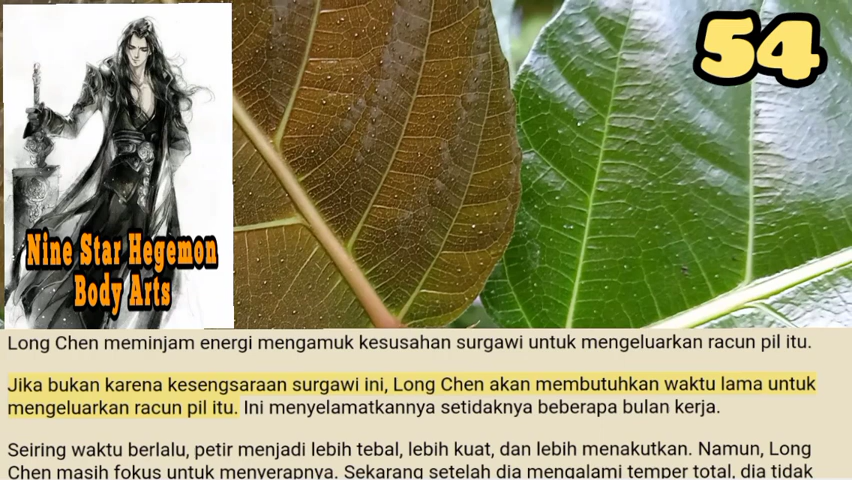 54
Nine Star Hegemon
Body Arts
Long Chen meminjam energi mengamuk kesusahan surgawi untuk mengeluarkan racun pil itu.
Jika bukan karena kesengsaraan surgawi ini, Long Chen akan membutuhkan waktu lama untuk
mengeluarkan racun pil itu. Ini menyelamatkannya setidaknya beberapa bulan kerja.
Seiring waktu berlalu, petir menjadi lebih tebal, lebih kuat, dan lebih menakutkan. Namun, Long
Chen masih fokus untuk menyerapnya. Sekarang setelah dia mengalami temper total, dia tidak